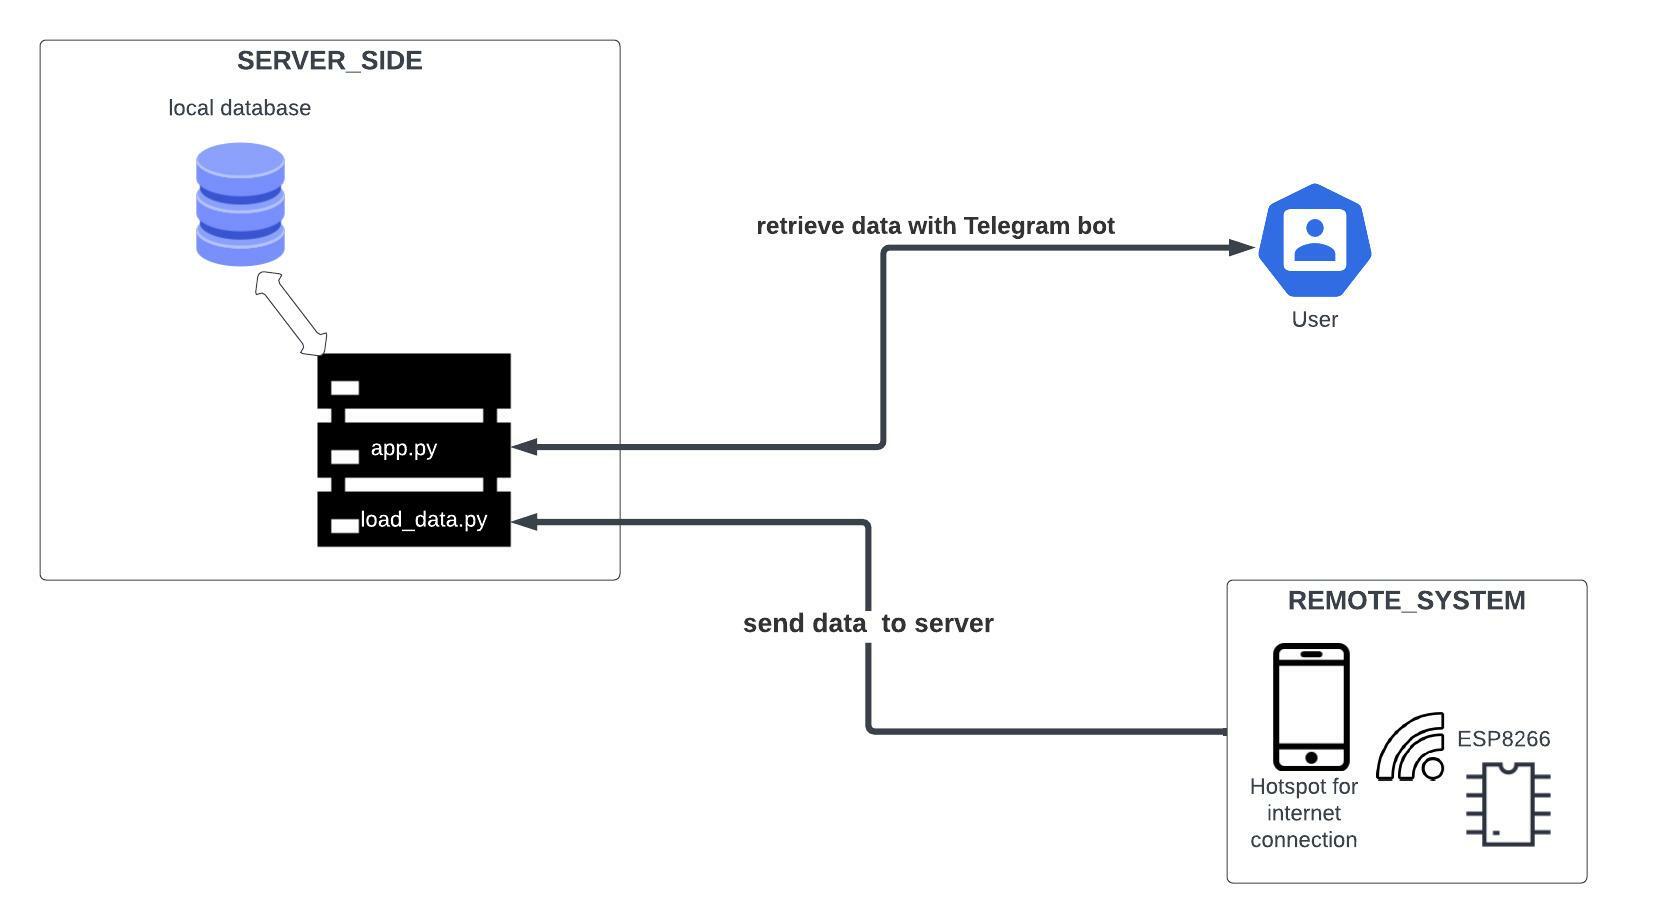 SERVER_SIDE
local database
app.py
load_data.py
retrieve data with Telegram bot
User
send data  to server
REMOTE_SYSTEM
ESP8266
Hotspot for
internet
connection